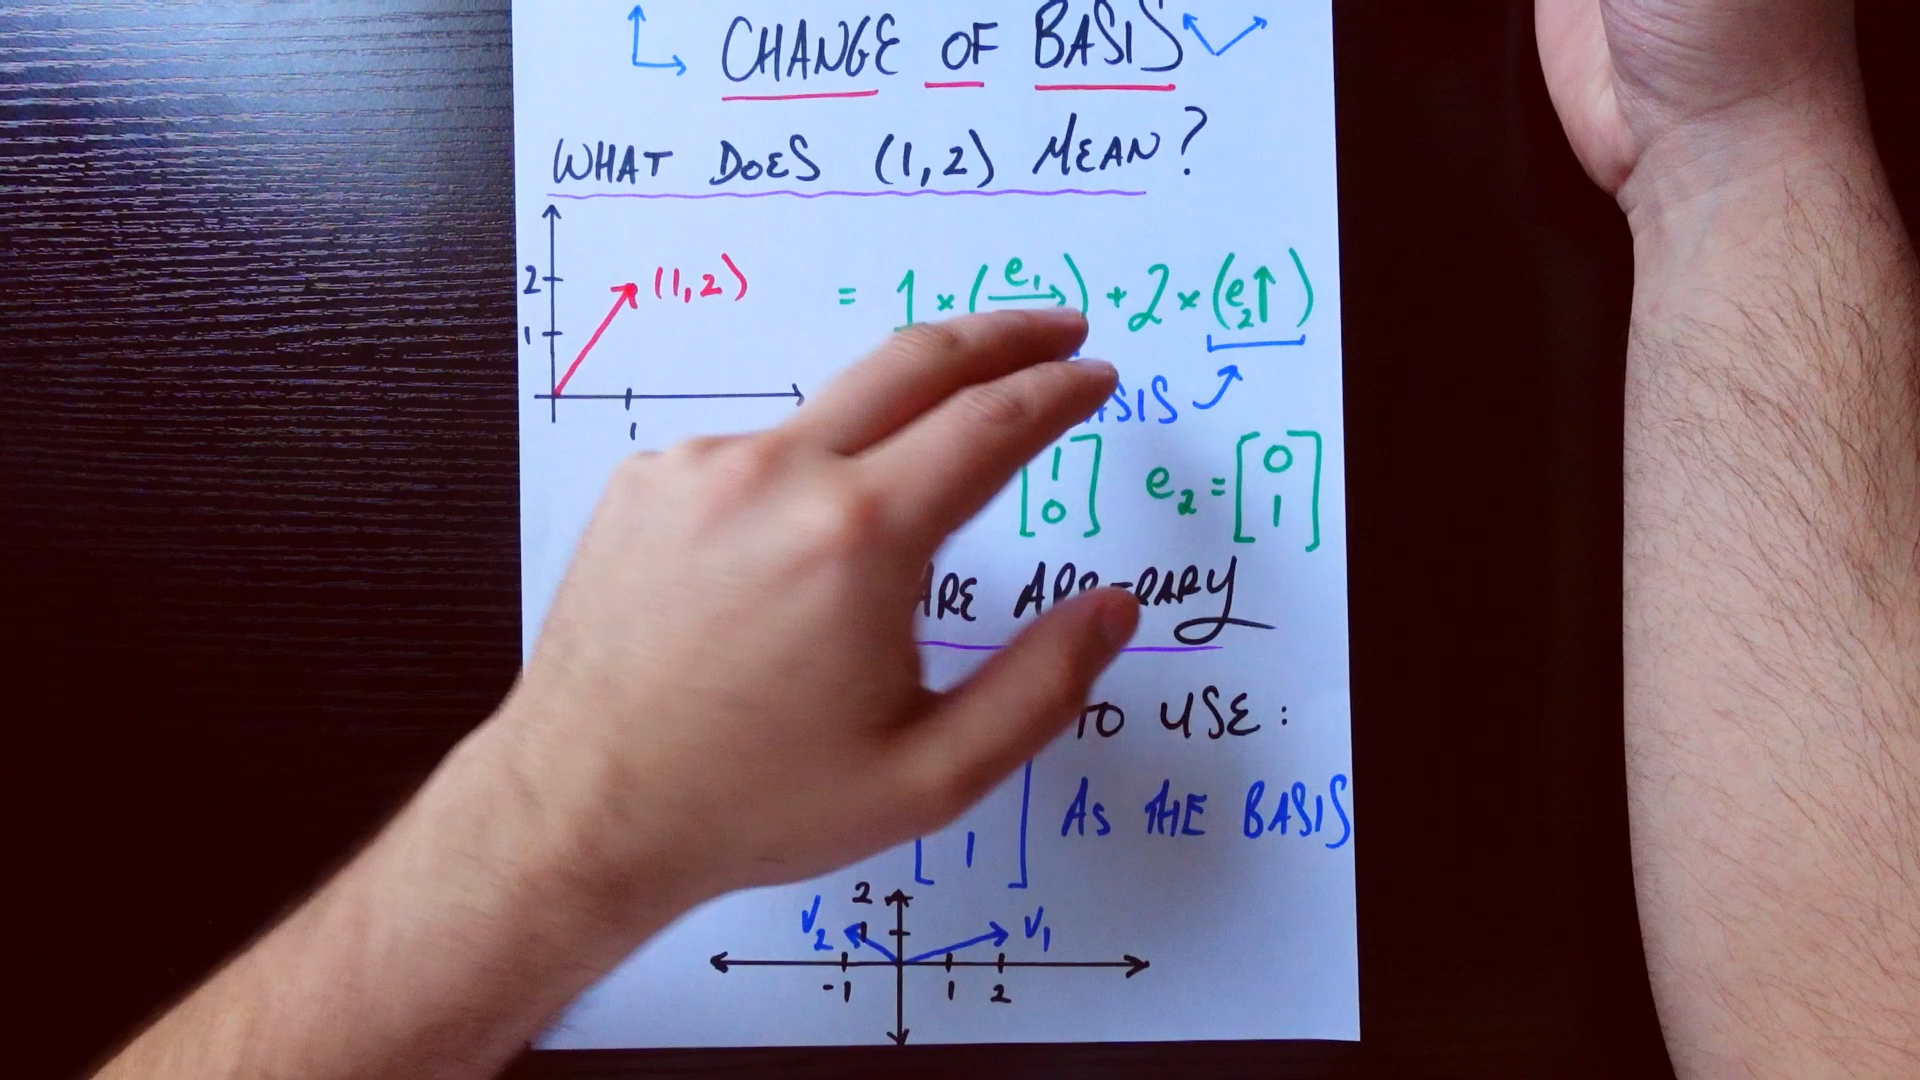 CHANGE OF BASIS
WHAT DOES (1,2) MEAN?
2
1
1
(1,2)
= 1 × (e₁) + 2 × (e₂↑)
[1 0] e₂ = [0 1]
ARE
TO USE:
1 AS THE BASIS
2
1
V₂
V₁
-1 1 2